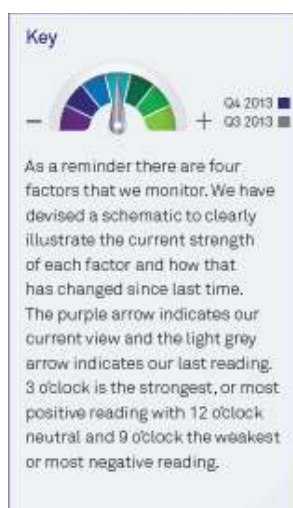 Key
Q4 2013
− + Q3 2013
As a reminder there are four
factors that we monitor. We have
devised a schematic to clearly
illustrate the current strength
of each factor and how that
has changed since last time.
The purple arrow indicates our
current view and the light grey
arrow indicates our last reading.
3 o'clock is the strongest, or most
positive reading with 12 o'clock
neutral and 9 o'clock the weakest
or most negative reading.